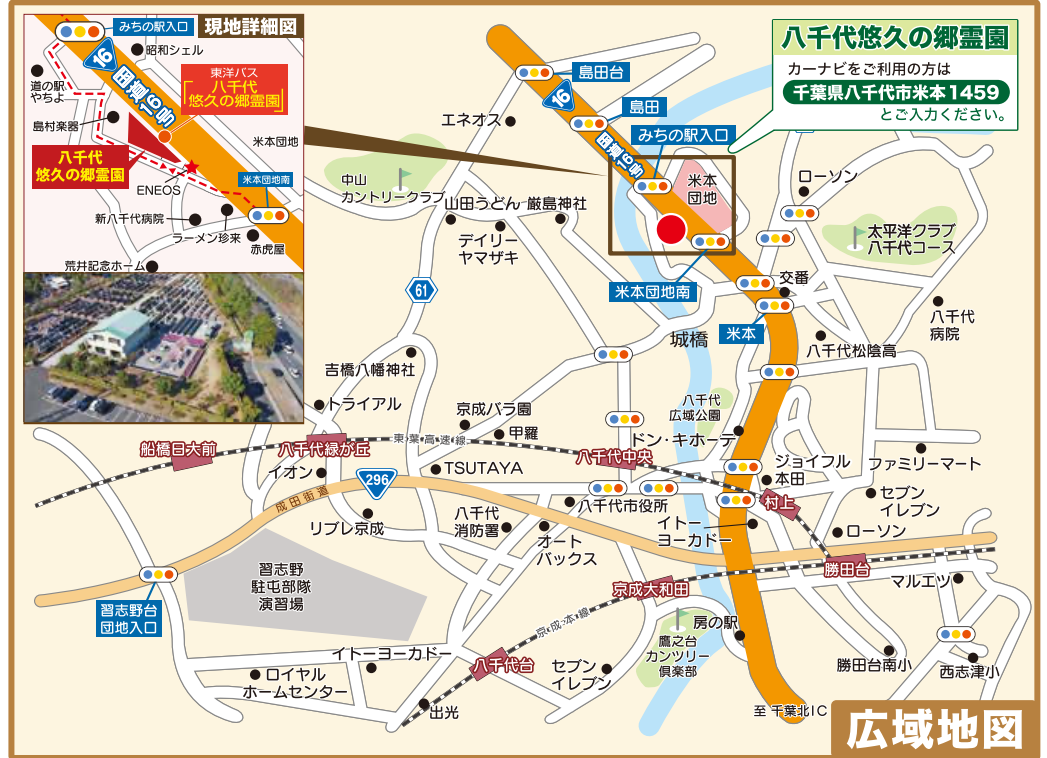 みちの駅入口
現地詳細図
16
昭和シェル
国道16号
東洋バス
「八千代
悠久の郷霊園」
道の駅
やちよ
島村楽器
米本団地
八千代
悠久の郷霊園
ENEOS
米本団地南
新八千代病院
ラーメン珍来
赤虎屋
荒井記念ホーム
八千代悠久の郷霊園
カーナビをご利用の方は
千葉県八千代市米本1459
とご入力ください。
島田台
16
島田
エネオス
国道16号
みちの駅入口
米本
団地
ローソン
中山
カントリークラブ
山田うどん
厳島神社
デイリー
ヤマザキ
太平洋クラブ
八千代コース
61
米本団地南
交番
八千代
病院
米本
城橋
八千代松陰高
吉橋八幡神社
トライアル
京成バラ園
甲羅
八千代
広域公園
ドン・キホーテ
東葉高速線
船橋日大前
八千代緑が丘
八千代中央
イオン
TSUTAYA
ジョイフル
本田
ファミリーマート
296
成田街道
村上
セブン
イレブン
八千代市役所
リブレ京成
八千代
消防署
オート
バックス
イトー
ヨーカドー
ローソン
習志野
駐屯部隊
演習場
勝田台
マルエツ
京成大和田
習志野台
団地入口
京成本線
房の駅
鷹之台
カンツリー
倶楽部
イトーヨーカドー
八千代台
セブン
イレブン
勝田台南小
西志津小
ロイヤル
ホームセンター
出光
至 千葉北IC
広域地図